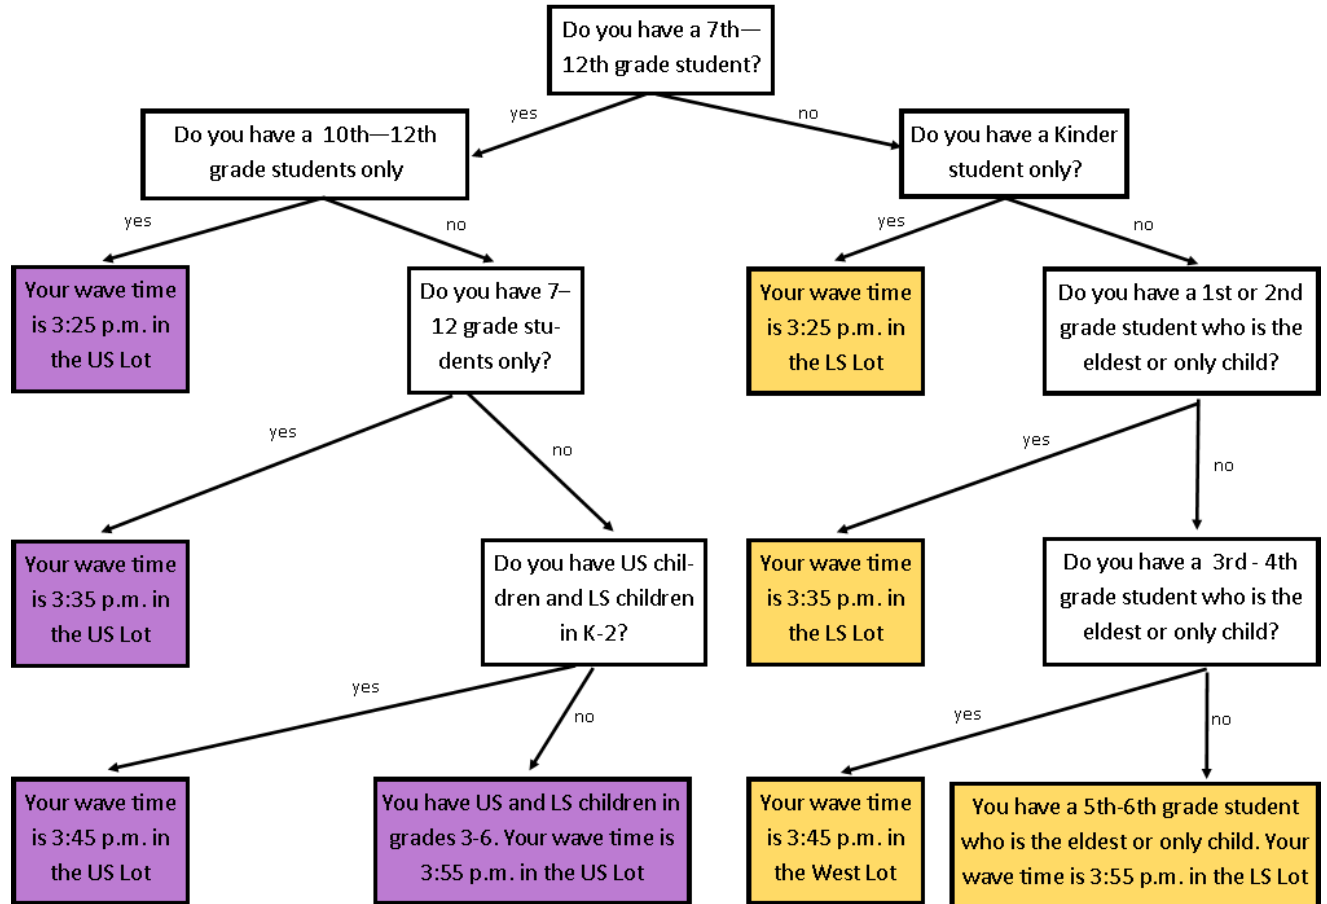 Do you have a 7th—
12th grade student?
yes
no
Do you have a 10th—12th
grade students only
Do you have a Kinder
student only?
yes
no
yes
no
Your wave time
is 3:25 p.m. in
the US Lot
Do you have 7–
12 grade stu-
dents only?
Your wave time
is 3:25 p.m. in
the LS Lot
Do you have a 1st or 2nd
grade student who is the
eldest or only child?
yes
no
yes
no
Your wave time
is 3:35 p.m. in
the US Lot
Do you have US chil-
dren and LS children
in K-2?
Your wave time
is 3:35 p.m. in
the LS Lot
Do you have a 3rd - 4th
grade student who is the
eldest or only child?
yes
no
yes
no
Your wave time
is 3:45 p.m. in
the US Lot
You have US and LS children in
grades 3-6. Your wave time is
3:55 p.m. in the US Lot
Your wave time
is 3:45 p.m. in
the West Lot
You have a 5th-6th grade student
who is the eldest or only child. Your
wave time is 3:55 p.m. in the LS Lot